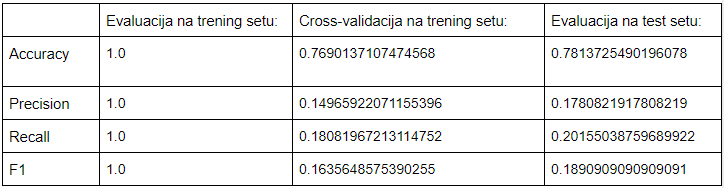 Evaluacija na trening setu: Cross-validacija na trening setu: Evaluacija na test setu:
Accuracy 1.0 0.7690137107474568 0.7813725490196078
Precision 1.0 0.14965922071155396 0.1780821917808219
Recall 1.0 0.18081967213114752 0.20155038759689922
F1 1.0 0.1635648575390255 0.1890909090909091